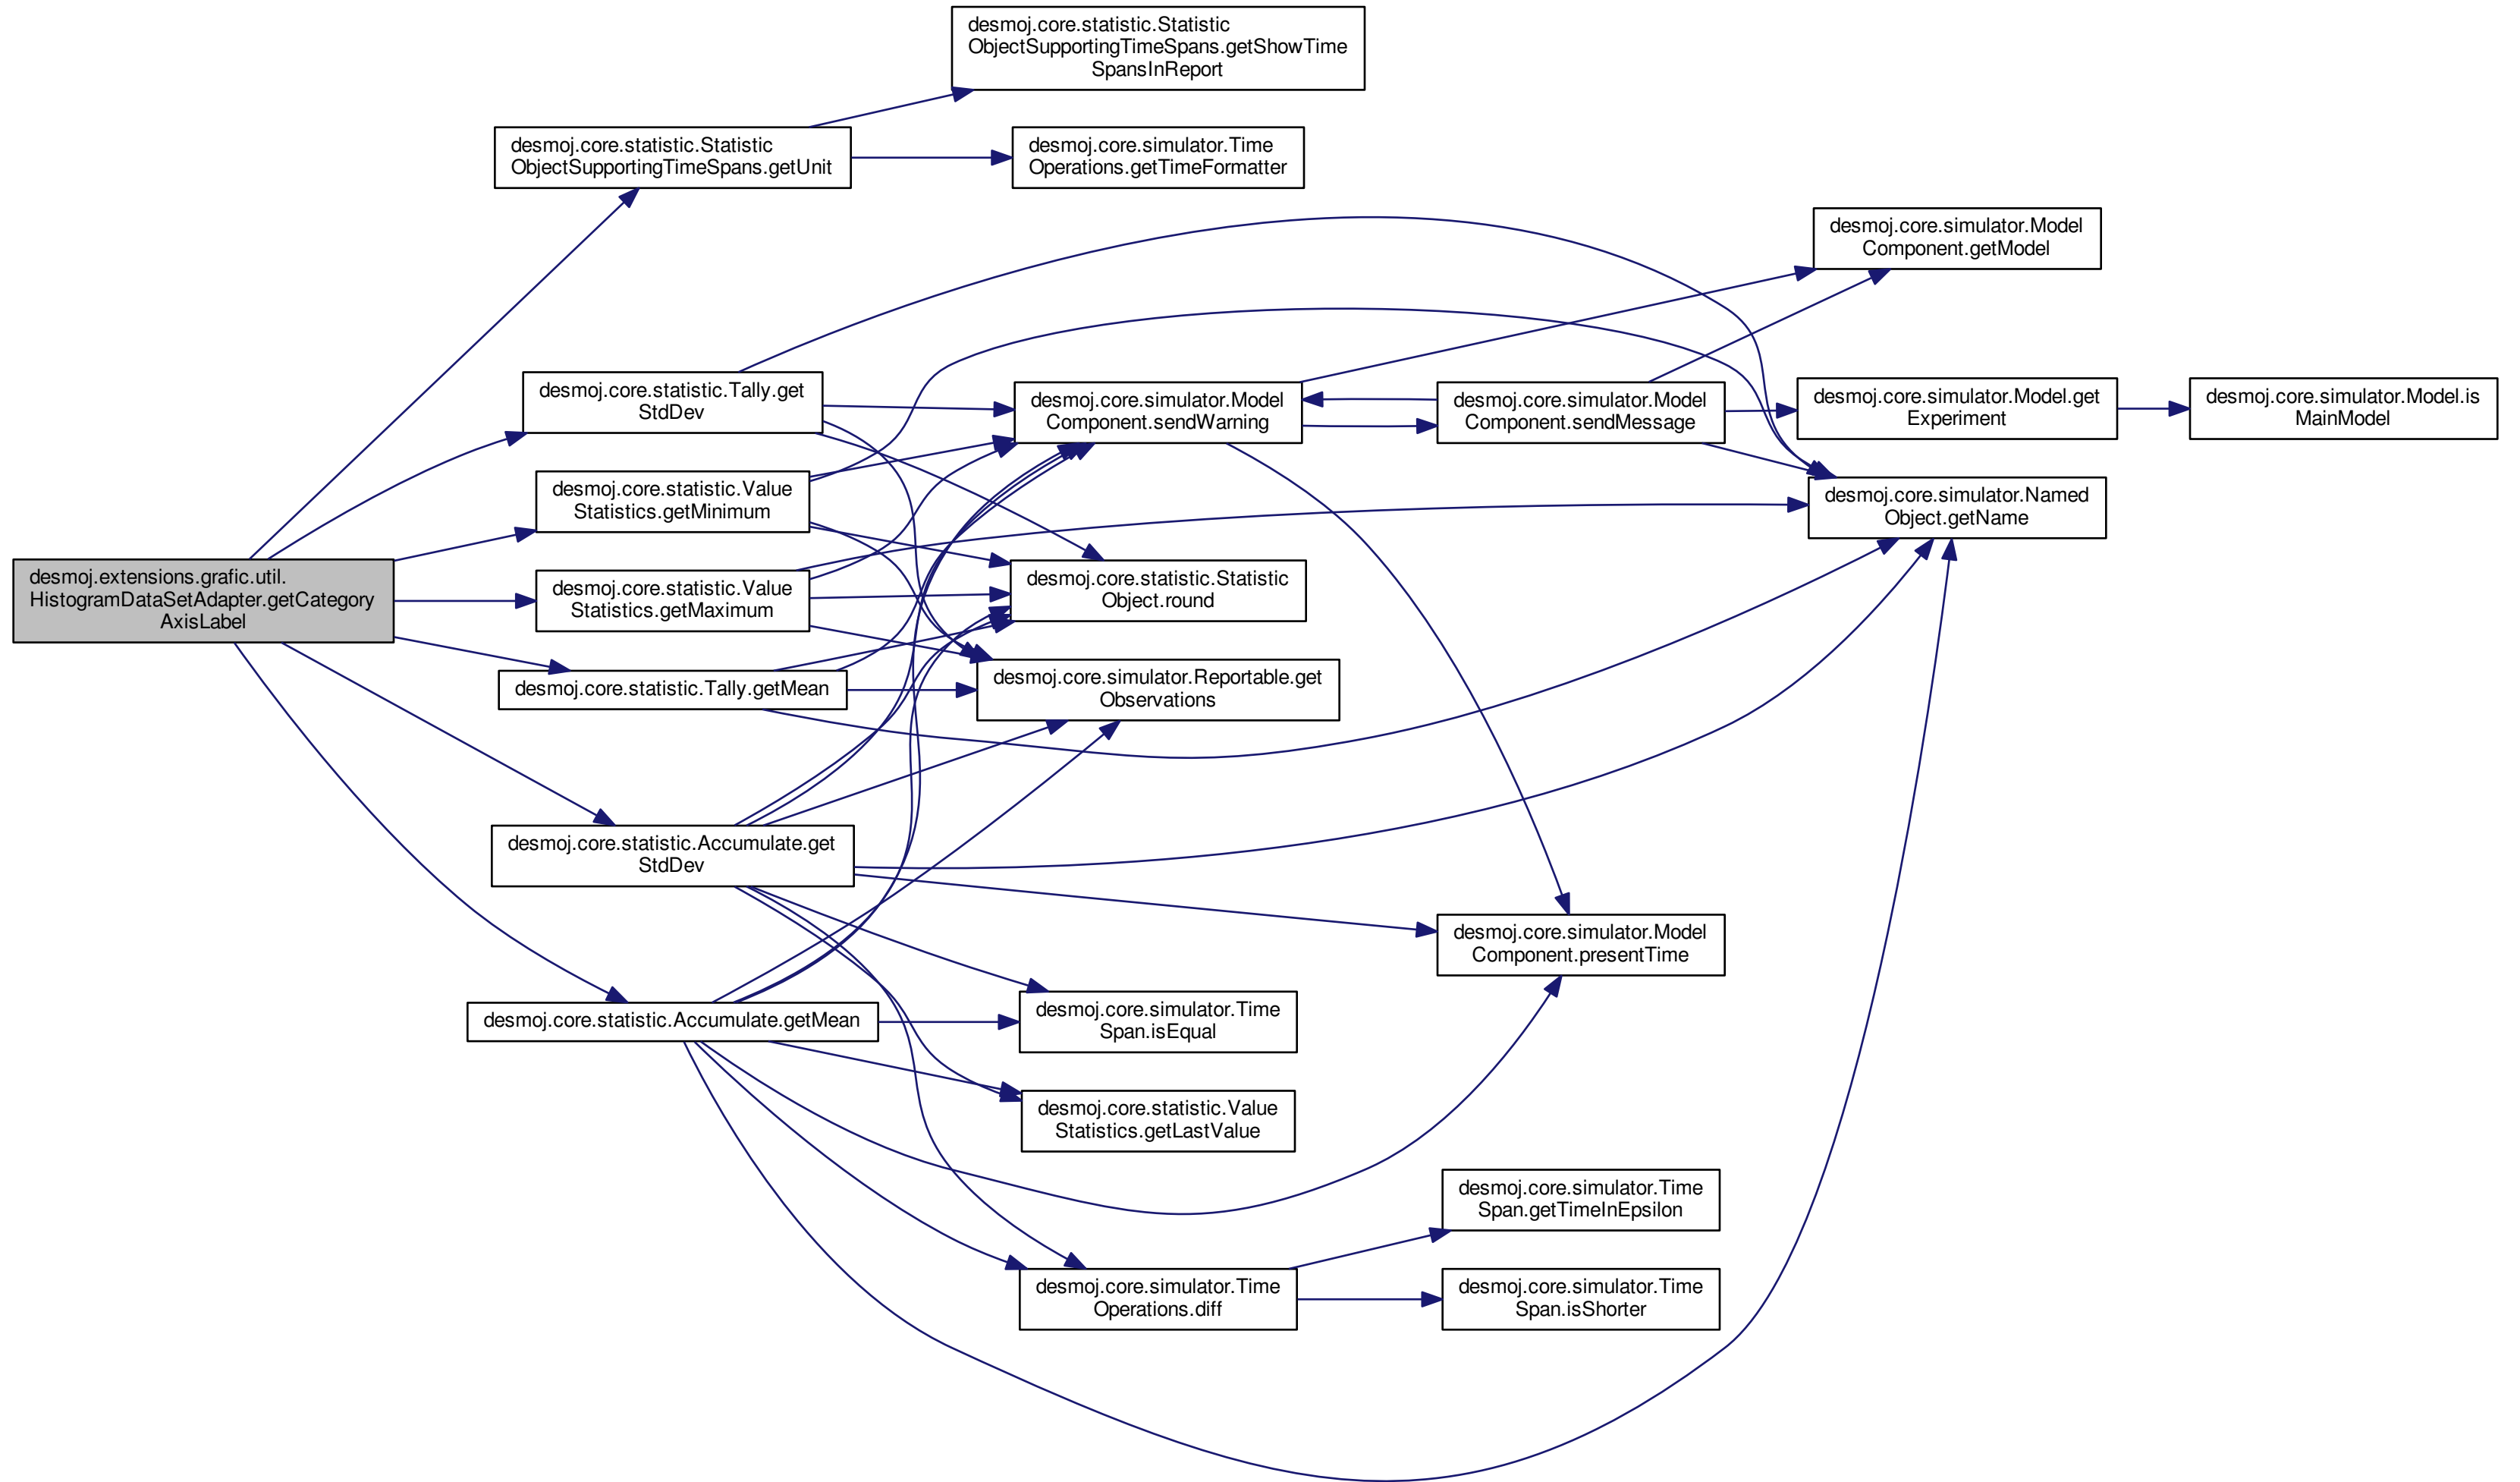 desmoj.core.statistic.Statistic
ObjectSupportingTimeSpans.getShowTime
SpansInReport
desmoj.core.statistic.Statistic
ObjectSupportingTimeSpans.getUnit
desmoj.core.simulator.Time
Operations.getTimeFormatter
desmoj.core.simulator.Model
Component.getModel
desmoj.core.statistic.Tally.get
StdDev
desmoj.core.simulator.Model
Component.sendWarning
desmoj.core.simulator.Model
Component.sendMessage
desmoj.core.simulator.Model.get
Experiment
desmoj.core.simulator.Model.is
MainModel
desmoj.core.statistic.Value
Statistics.getMinimum
desmoj.core.simulator.Named
Object.getName
desmoj.extensions.grafic.util.
HistogramDataSetAdapter.getCategory
AxisLabel
desmoj.core.statistic.Value
Statistics.getMaximum
desmoj.core.statistic.Statistic
Object.round
desmoj.core.statistic.Tally.getMean
desmoj.core.simulator.Reportable.get
Observations
desmoj.core.statistic.Accumulate.get
StdDev
desmoj.core.simulator.Model
Component.presentTime
desmoj.core.statistic.Accumulate.getMean
desmoj.core.simulator.Time
Span.isEqual
desmoj.core.statistic.Value
Statistics.getLastValue
desmoj.core.simulator.Time
Span.getTimeInEpsilon
desmoj.core.simulator.Time
Operations.diff
desmoj.core.simulator.Time
Span.isShorter